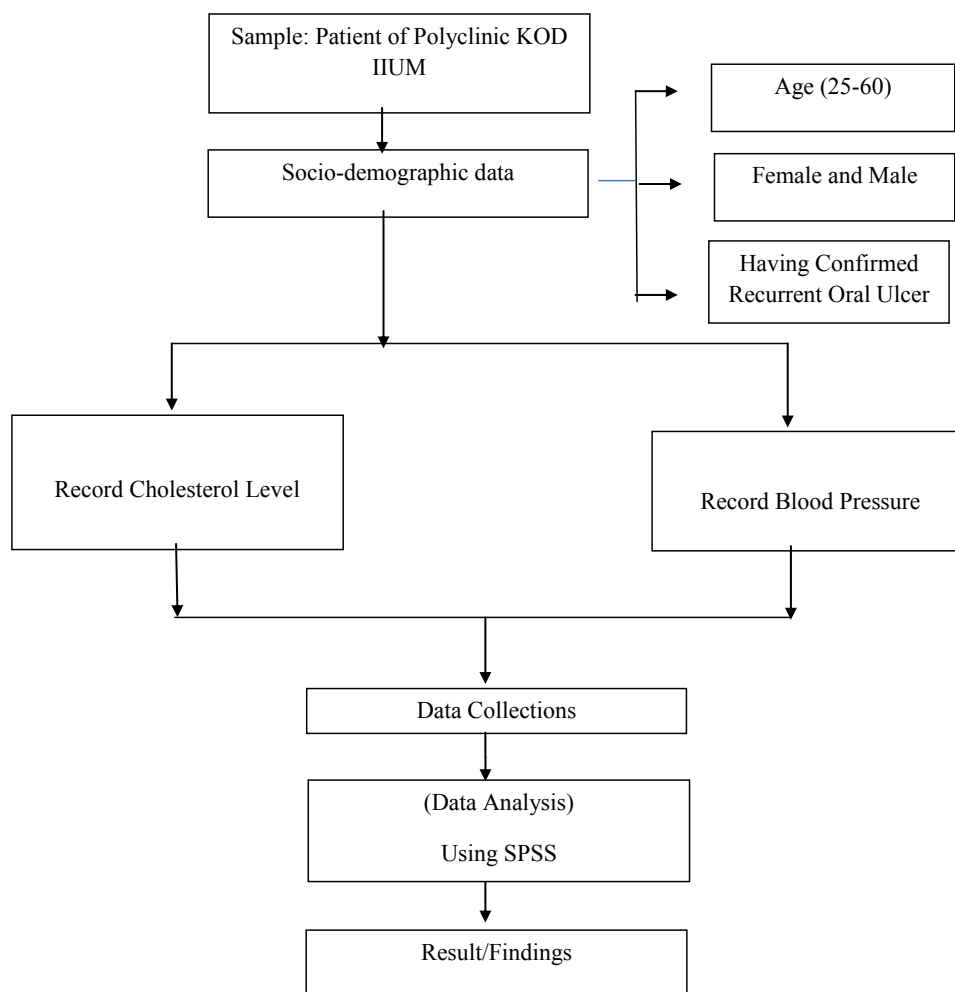 Sample: Patient of Polyclinic KOD
IIUM
Age (25-60)
Socio-demographic data
Female and Male
Having Confirmed
Recurrent Oral Ulcer
Record Cholesterol Level
Record Blood Pressure
Data Collections
(Data Analysis)
Using SPSS
Result/Findings